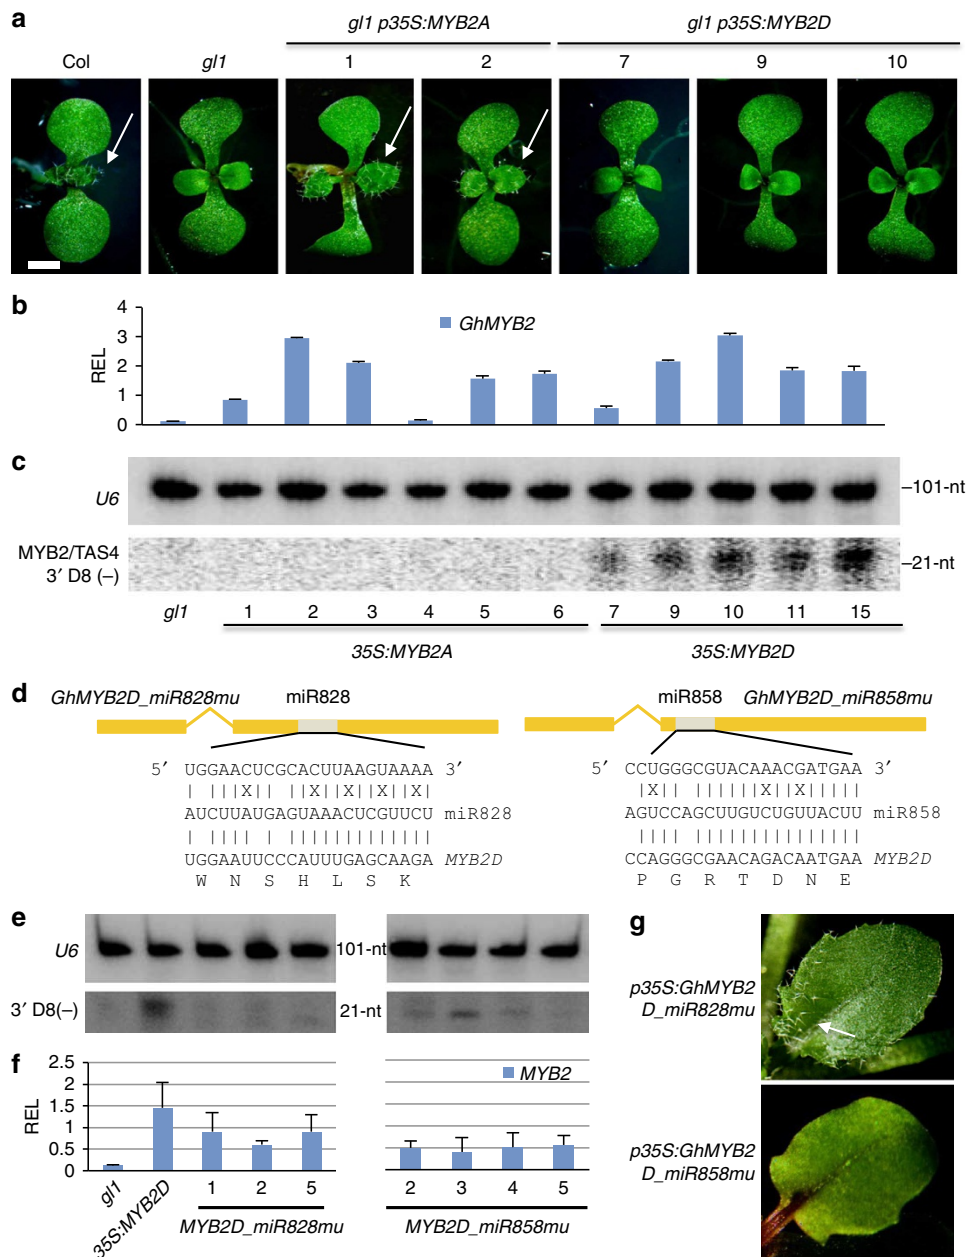 a
gl1 p35S:MYB2A
gl1 p35S:MYB2D
Col
gl1
1
2
7
9
10
b
4
3
2
1
0
REL
GhMYB2
c
U6
–101-nt
MYB2/TAS4
3′ D8 (–)
–21-nt
gl1
1
2
3
4
5
6
7
9
10
11
15
35S:MYB2A
35S:MYB2D
d
GhMYB2D_miR828mu
miR828
miR858
GhMYB2D_miR858mu
5′ UGGAACUCGCACUUAAGUAAAA 3′
| ||| X|| ||X|X|X|X|
AUCUUAUGAGUAAACUCGUUCU miR828
UGGAAUUCCCAUUUGAGCAAGA MYB2D
W N S H L S K
5′ CCUGGGCGUACAAACGATGAA 3′
AGUCCAGCUUGUCUGUUACUU miR858
CCAGGGCGAACAGACAATGAA MYB2D
P G R T D N E
e
U6
101-nt
3′ D8(–)
21-nt
f
2.5
2
1.5
1
0.5
0
REL
MYB2
gl1
35S:MYB2D
1
2
5
2
3
4
5
MYB2D_miR828mu
MYB2D_miR858mu
g
p35S:GhMYB2
D_miR828mu
p35S:GhMYB2
D_miR858mu